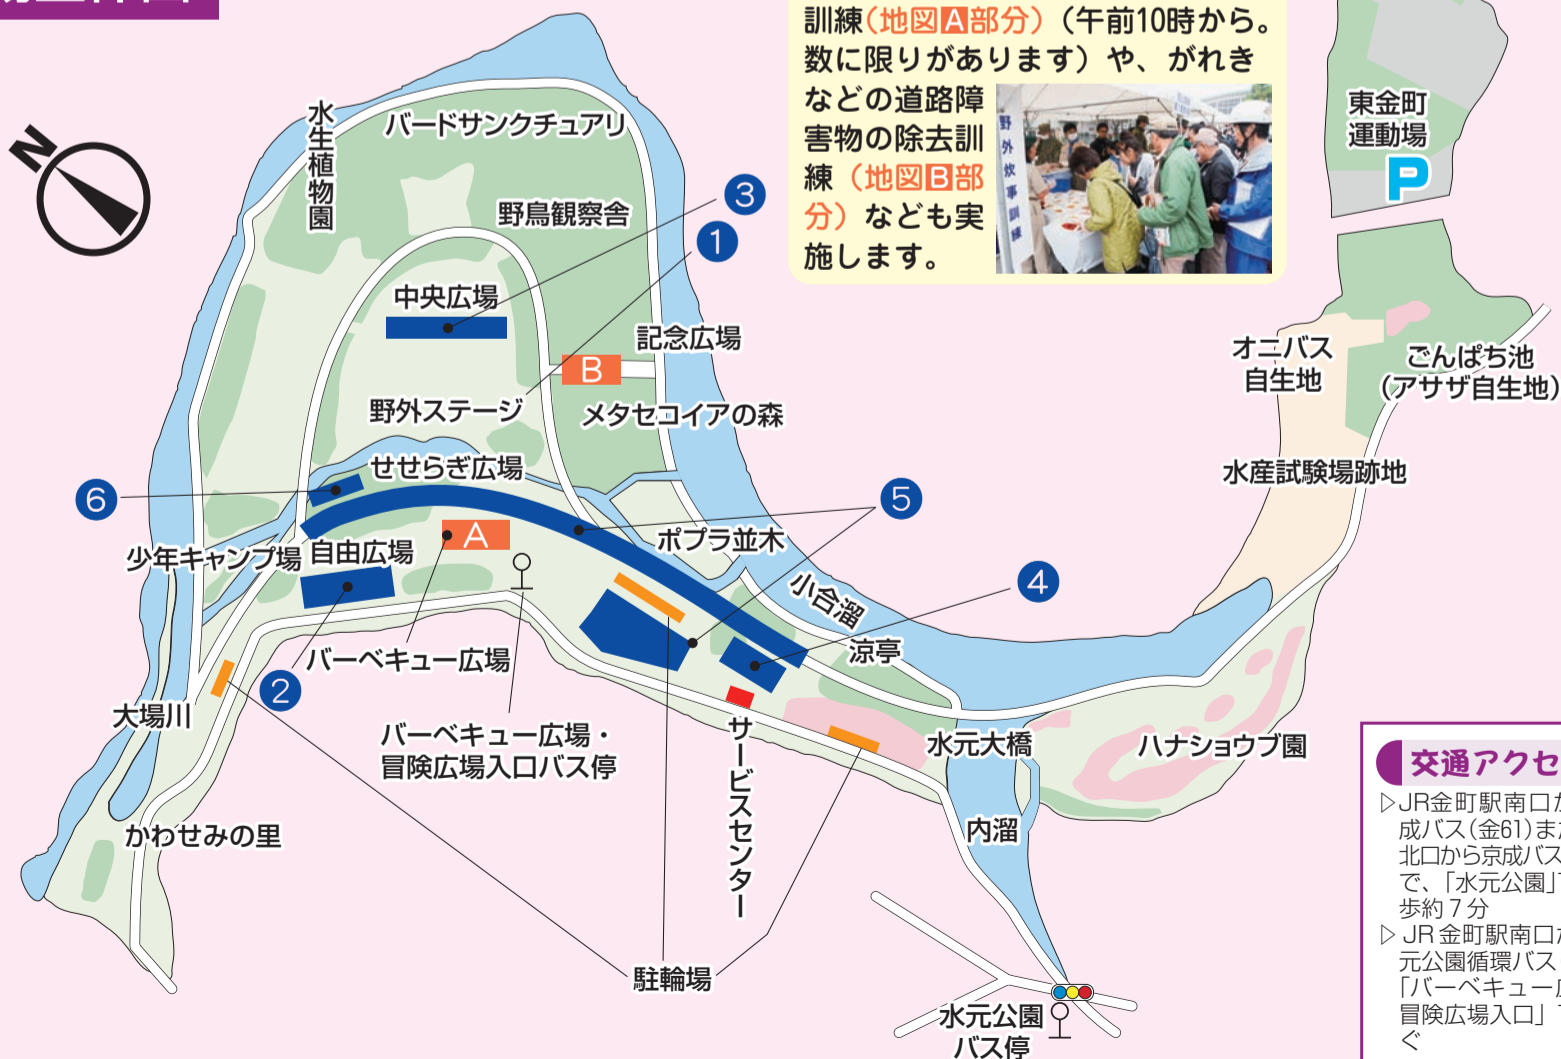 訓練(地図A部分)(午前10時から。
数に限りがあります)や、がれき
などの道路障
害物の除去訓
練(地図B部
分)なども実
施します。
野外炊事訓練
N
水生植物園
バードサンクチュアリ
野鳥観察舎
3
1
中央広場
記念広場
B
野外ステージ
メタセコイアの森
せせらぎ広場
6
5
A
ポプラ並木
少年キャンプ場
自由広場
4
小合溜
涼亭
バーベキュー広場
2
大場川
バーベキュー広場・
冒険広場入口バス停
サービスセンター
水元大橋
ハナショウブ園
かわせみの里
内溜
駐輪場
水元公園
バス停
東金町
運動場
P
オニバス
自生地
ごんぱち池
(アサザ自生地)
水産試験場跡地
交通アクセ
▷JR金町駅南口か
成バス(金61)また
北口から京成バス
で、「水元公園」
歩約7分
▷JR金町駅南口か
元公園循環バス
「バーベキュー広
冒険広場入口」
ぐ